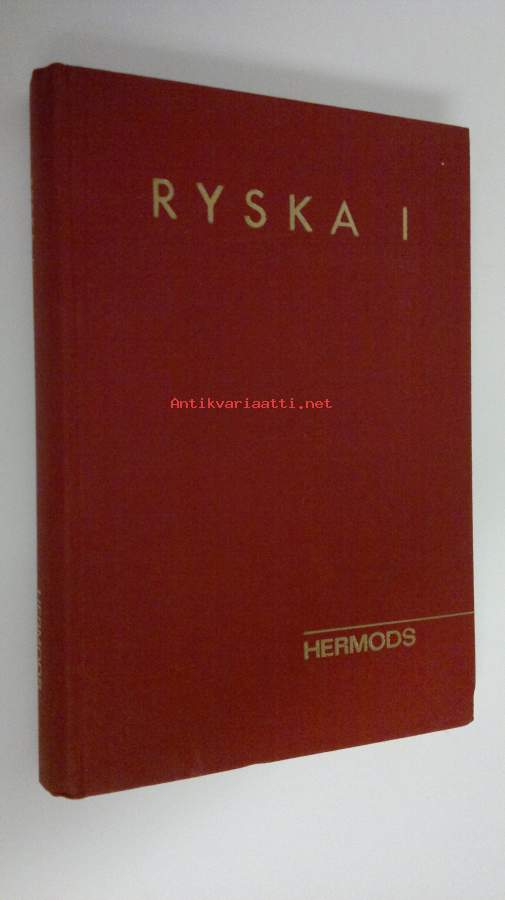 RYSKA I
Antikvariaatti.net
HERMODS